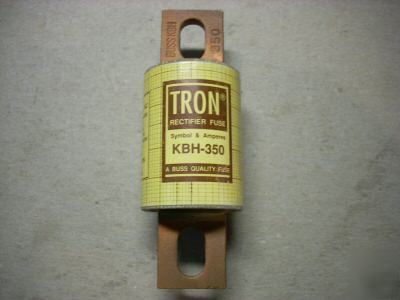 BUSSMANN
350
TRON®
RECTIFIER FUSE
Symbol & Amperes
KBH-350
A BUSS QUALITY FUSE